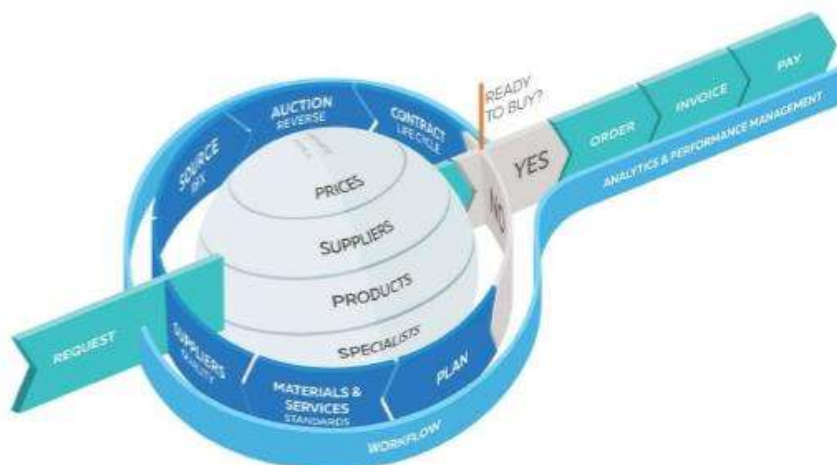 REQUEST
SOURCE
RFX
AUCTION
REVERSE
CONTRACT
LIFE CYCLE
READY
TO BUY?
YES
NO
ORDER
INVOICE
PAY
ANALYTICS & PERFORMANCE MANAGEMENT
PRICES
SUPPLIERS
PRODUCTS
SPECIALISTS
SUPPLIERS
QUALITY
MATERIALS &
SERVICES
STANDARDS
PLAN
WORKFLOW